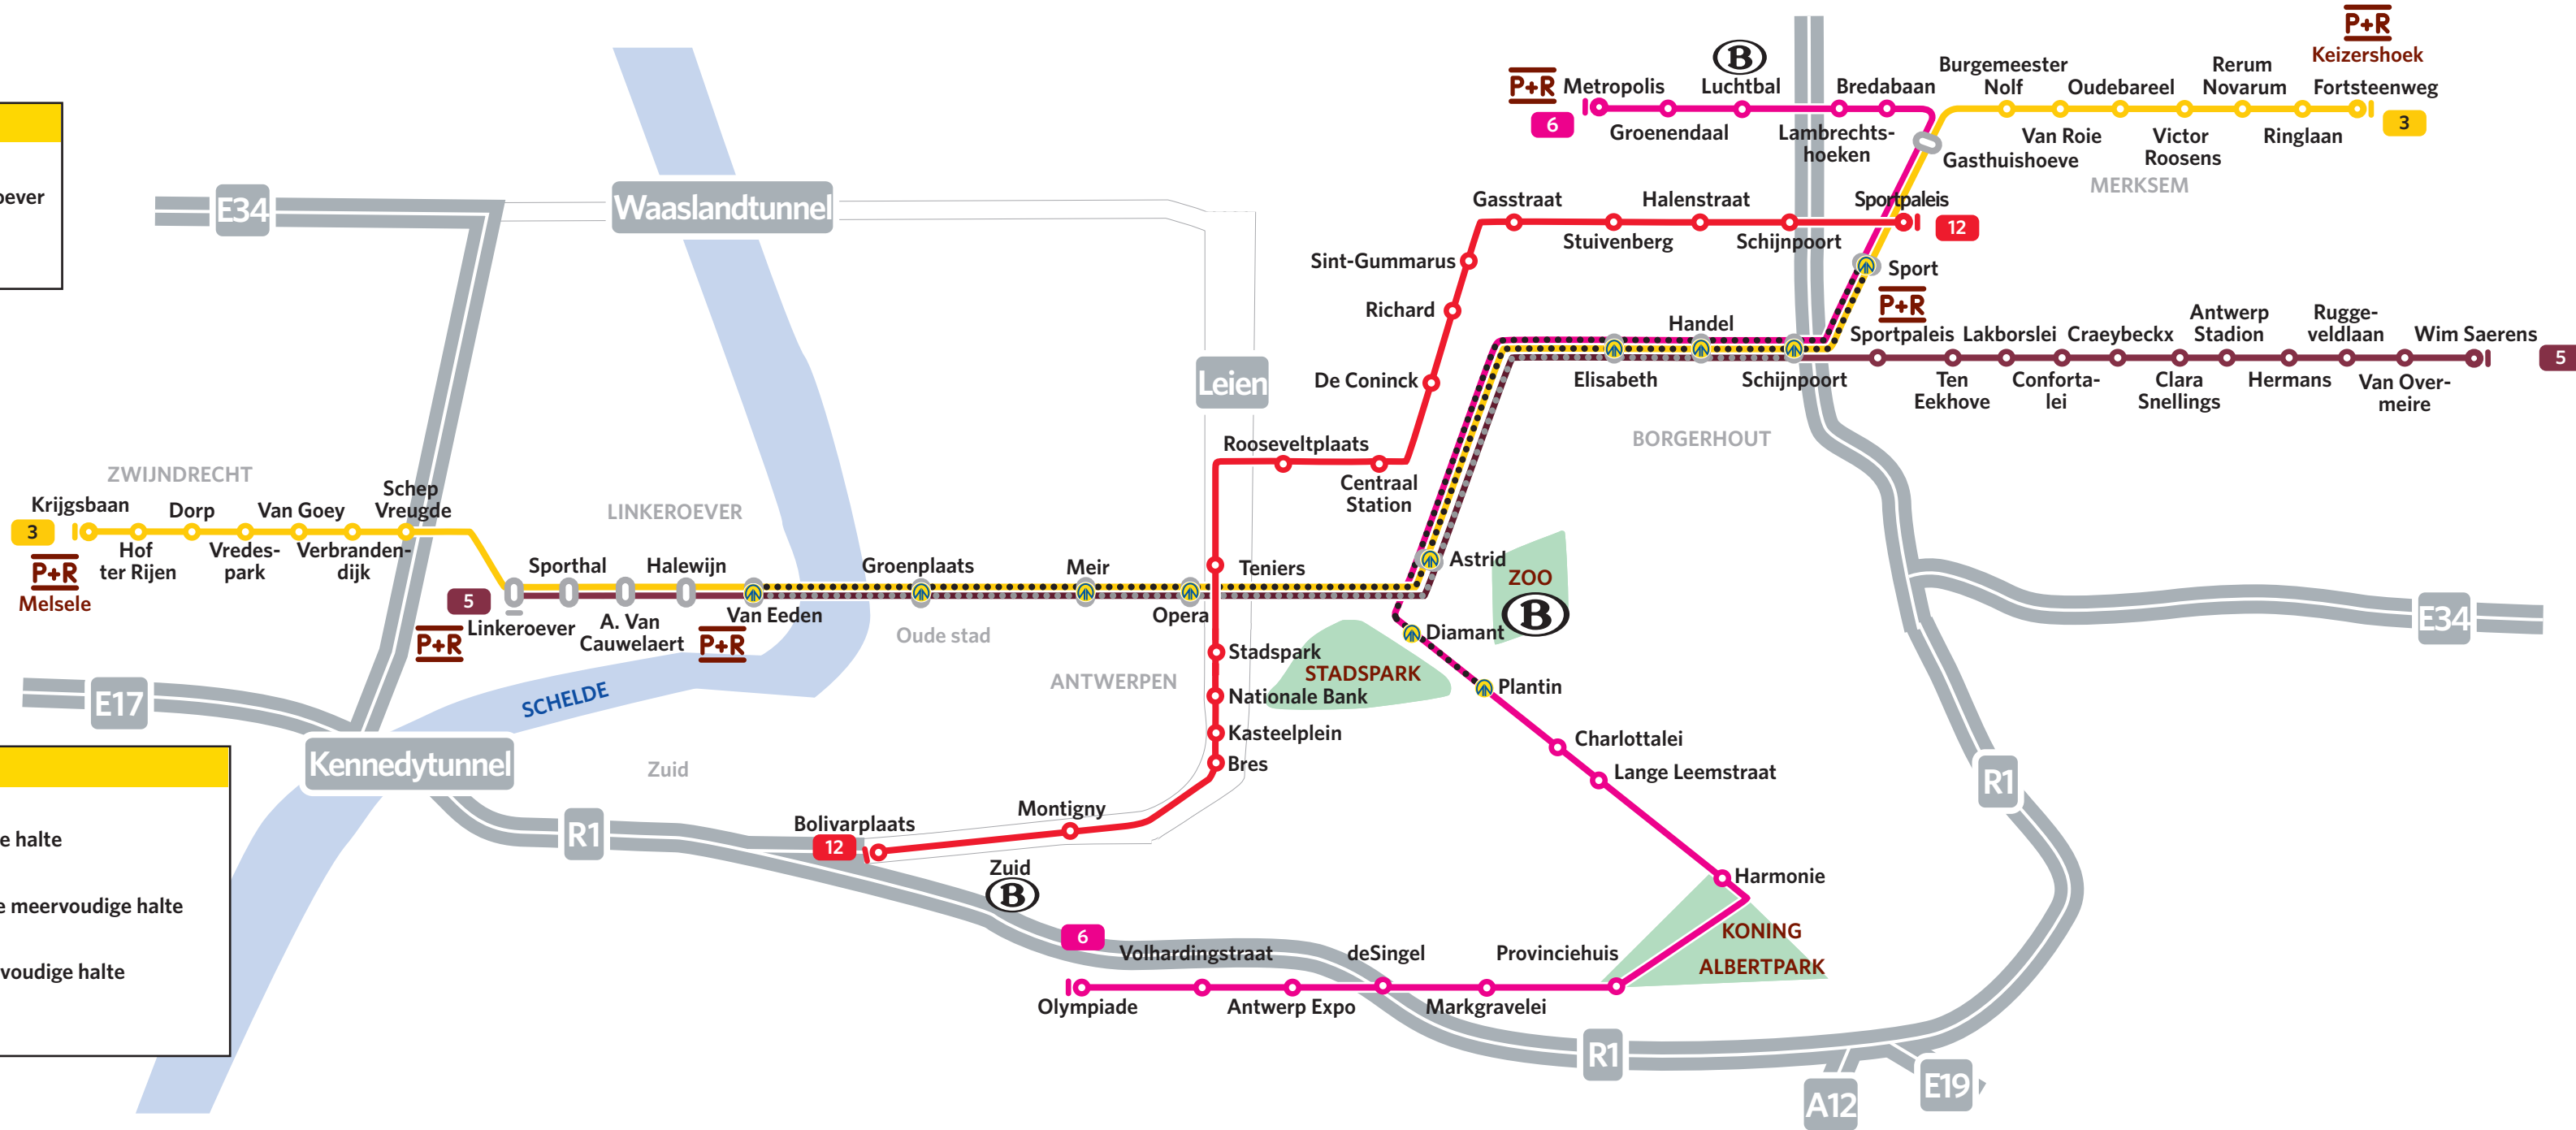 P+R
Keizershoek
B
P+R
Metropolis
Luchtbal
Bredabaan
Burgemeester
Nolf
Oudebareel
Rerum
Novarum
Fortsteenweg
6
Groenendaal
Lambrechts-
hoeken
Gasthuishoeve
Van Roie
Victor
Roosens
Ringlaan
3
MERKSEM
oever
E34
Waaslandtunnel
Gasstraat
Halenstraat
Sportpaleis
12
Stuivenberg
Schijnpoort
Sint-Gummarus
Sport
P+R
Richard
Handel
Sportpaleis
Lakborslei
Craeybeckx
Antwerp
Stadion
Rugge-
veldlaan
Wim Saerens
5
Leien
De Coninck
Elisabeth
Schijnpoort
Ten
Eekhove
Conforta-
lei
Clara
Snellings
Hermans
Van Over-
meire
Rooseveltplaats
BORGERHOUT
Centraal
Station
ZWIJNDRECHT
Krijgsbaan
Dorp
Van Goey
Schep
Vreugde
LINKEROEVER
3
Hof
ter Rijen
Vredes-
park
Verbranden-
dijk
P+R
Melsele
Sporthal
Halewijn
Groenplaats
Meir
Teniers
Astrid
ZOO
B
5
Linkeroever
A. Van
Cauwelaert
Van Eeden
Opera
P+R
P+R
Oude stad
Diamant
E34
Stadspark
STADSPARK
ANTWERPEN
Nationale Bank
Plantin
E17
SCHELDE
Kasteelplein
Charlottalei
Kennedytunnel
Zuid
Bres
Lange Leemstraat
R1
R1
Bolivarplaats
Montigny
12
e halte
Zuid
B
Harmonie
e meervoudige halte
6
KONING
ALBERTPARK
Volhardingstraat
deSingel
Provinciehuis
voudige halte
Olympiade
Antwerp Expo
Markgravelei
R1
A12
E19